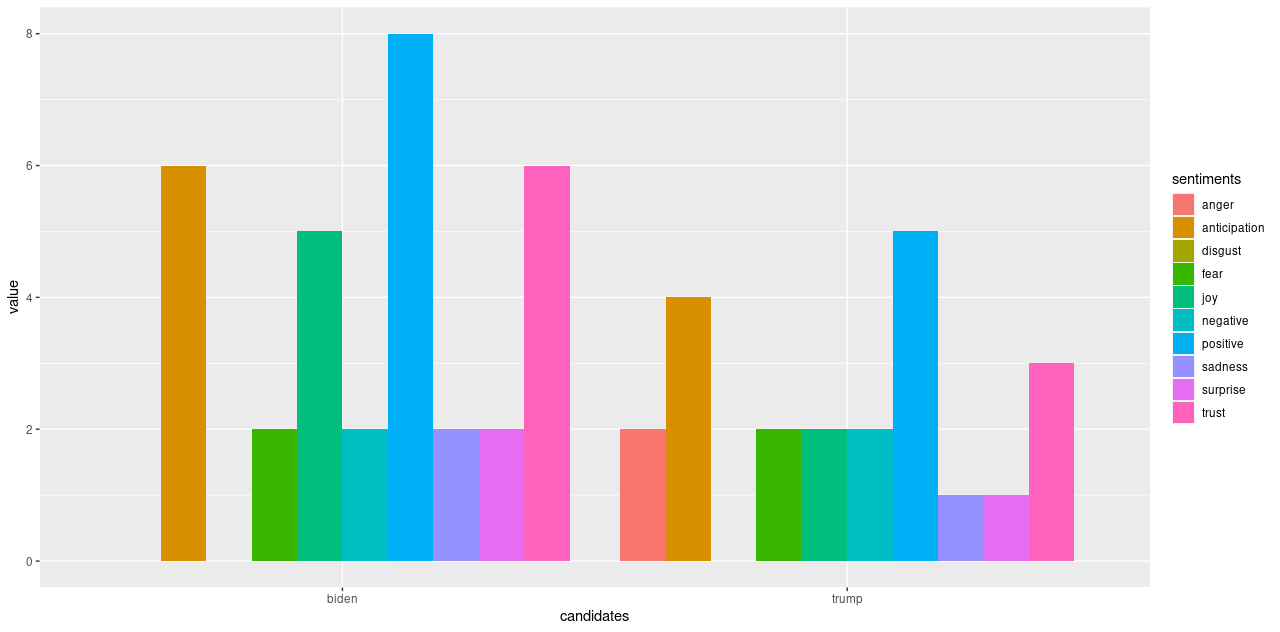 8
6
4
2
0
value
biden
trump
candidates
sentiments
anger
anticipation
disgust
fear
joy
negative
positive
sadness
surprise
trust